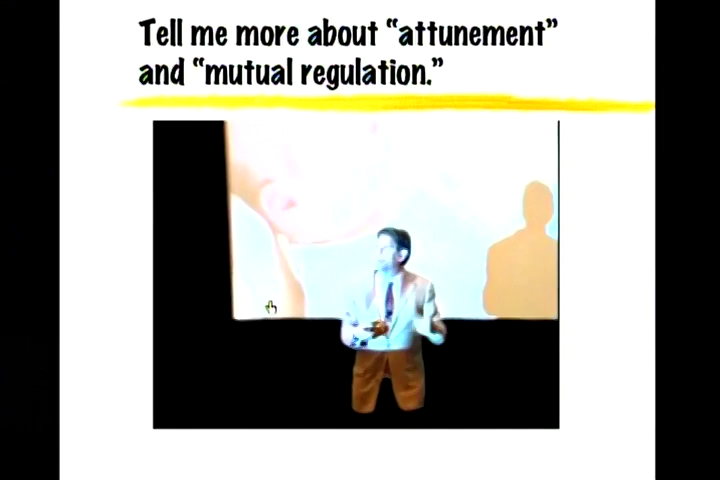 Tell me more about “attunement”
and “mutual regulation.”